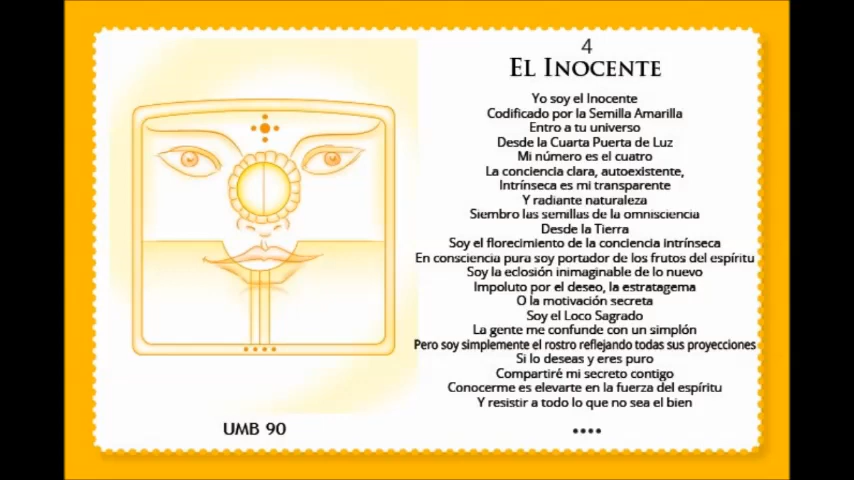 4
EL INOCENTE
Yo soy el Inocente
Codificado por la Semilla Amarilla
Entro a tu universo
Desde la Cuarta Puerta de Luz
Mi número es el cuatro
La conciencia clara, autoexistente,
Intrínseca es mi transparente
Y radiante naturaleza
Siembro las semillas de la omnisciencia
Desde la Tierra
Soy el florecimiento de la conciencia intrínseca
En consciencia pura soy portador de los frutos del espíritu
Soy la eclosión inimaginable de lo nuevo
Impoluto por el deseo, la estratagema
O la motivación secreta
Soy el Loco Sagrado
La gente me confunde con un simplón
Pero soy simplemente el rostro reflejando todas sus proyecciones
Si lo deseas y eres puro
Compartiré mi secreto contigo
Conocerme es elevarte en la fuerza del espíritu
Y resistir a todo lo que no sea el bien
UMB 90